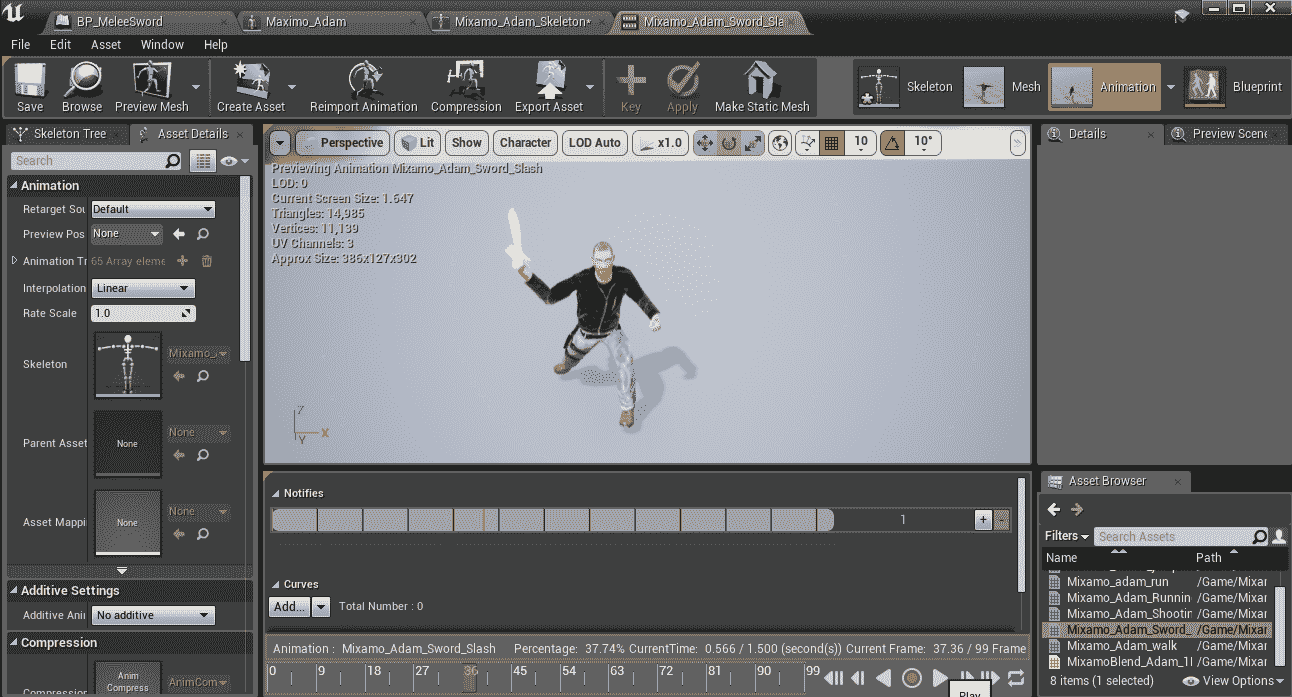 BP_MeleeSword Maximo_Adam Mixamo_Adam_Skeleton* Mixamo_Adam_Sword_Sla
File Edit Asset Window Help
Save Browse Preview Mesh Create Asset Reimport Animation Compression Export Asset Key Apply Make Static Mesh Skeleton Mesh Animation Blueprint
Skeleton Tree Asset Details
Search
Animation
Retarget Sou Default
Preview Pos None
Animation Tr 65 Array eleme
Interpolation Linear
Rate Scale 1.0
Skeleton Mixamo_
Parent Asset None None
Asset Mappi None None
Additive Settings
Additive Ani No additive
Compression
Compression Anim Compress AnimCom
Perspective Lit Show Character LOD Auto x1.0 10 10°
Previewing Animation Mixamo_Adam_Sword_Slash
LOD: 0
Current Screen Size: 1.647
Triangles: 14,985
Vertices: 11,139
UV Channels: 3
Approx Size: 386x127x302
Z
X
Y
Notifies
1
Curves
Add... Total Number : 0
Animation : Mixamo_Adam_Sword_Slash Percentage: 37.74% CurrentTime: 0.566 / 1.500 (second(s)) Current Frame: 37.36 / 99 Frame
0 9 18 27 36 45 54 63 72 81 90 99
Play
Details Preview Scene
Asset Browser
Filters Search Assets
Name Path
Mixamo_adam_run /Game/Mixar
Mixamo_Adam_Runnin /Game/Mixar
Mixamo_Adam_Shootin /Game/Mixar
Mixamo_Adam_Sword_ /Game/Mixar
Mixamo_Adam_walk /Game/Mixar
MixamoBlend_Adam_1I /Game/Mixar
8 items (1 selected) View Options